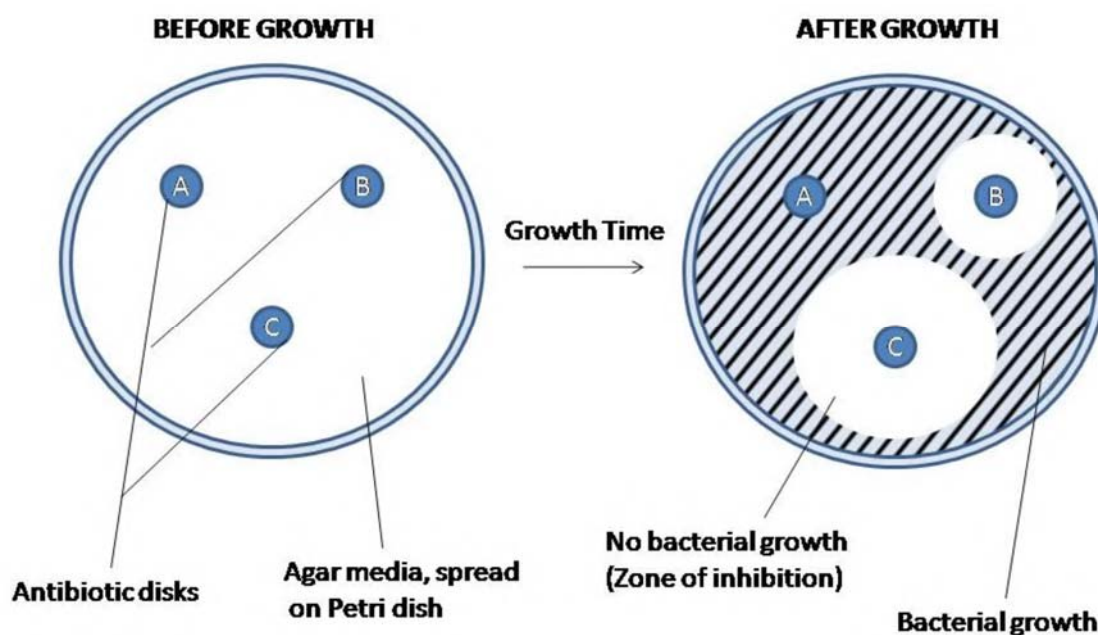 BEFORE GROWTH
AFTER GROWTH
A
B
C
Growth Time
A
B
C
Antibiotic disks
Agar media, spread
on Petri dish
No bacterial growth
(Zone of inhibition)
Bacterial growth